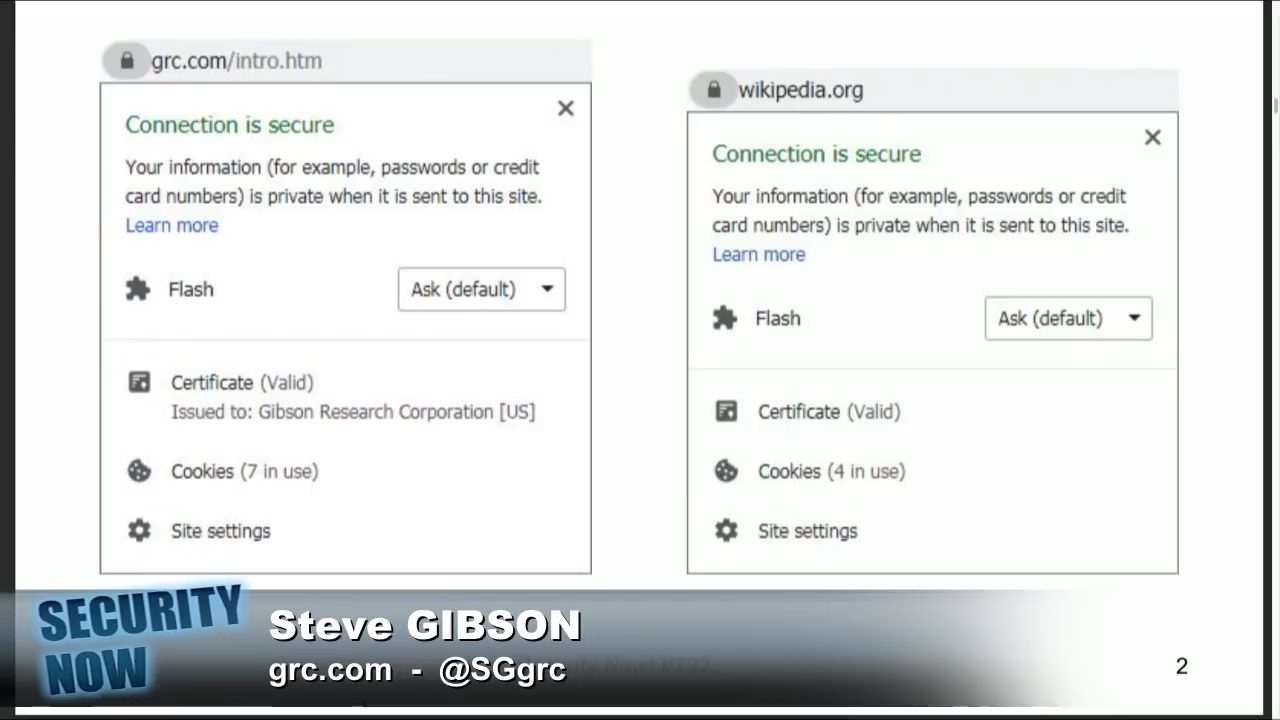 grc.com/intro.htm
Connection is secure
Your information (for example, passwords or credit
card numbers) is private when it is sent to this site.
Learn more
Flash
Ask (default)
Certificate (Valid)
Issued to: Gibson Research Corporation [US]
Cookies (7 in use)
Site settings
wikipedia.org
Connection is secure
Your information (for example, passwords or credit
card numbers) is private when it is sent to this site.
Learn more
Flash
Ask (default)
Certificate (Valid)
Cookies (4 in use)
Site settings
SECURITY
NOW
Steve GIBSON
grc.com - @SGgrc
2